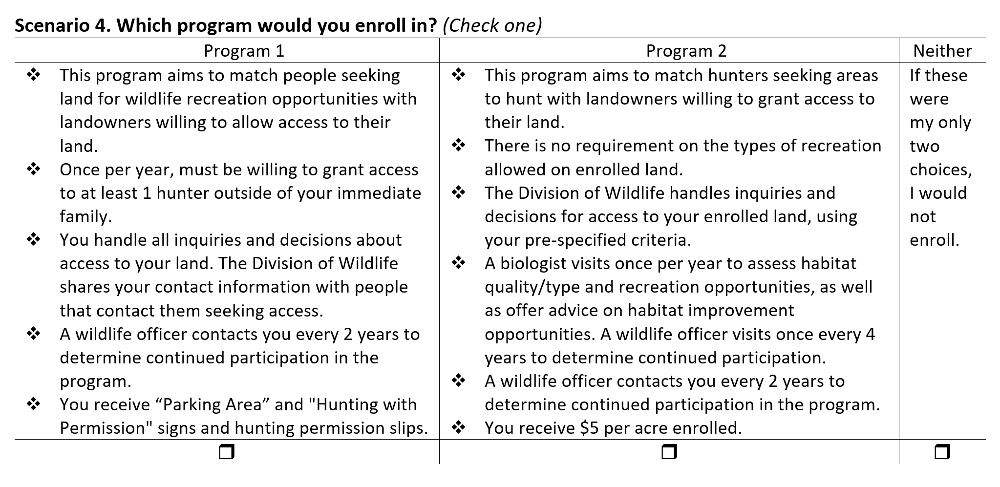 Scenario 4. Which program would you enroll in? (Check one)
Program 1
❖ This program aims to match people seeking
land for wildlife recreation opportunities with
landowners willing to allow access to their
land.
❖ Once per year, must be willing to grant access
to at least 1 hunter outside of your immediate
family.
❖ You handle all inquiries and decisions about
access to your land. The Division of Wildlife
shares your contact information with people
that contact them seeking access.
❖ A wildlife officer contacts you every 2 years to
determine continued participation in the
program.
❖ You receive “Parking Area” and "Hunting with
Permission" signs and hunting permission slips.
❒
Program 2
❖ This program aims to match hunters seeking areas
to hunt with landowners willing to grant access to
their land.
❖ There is no requirement on the types of recreation
allowed on enrolled land.
❖ The Division of Wildlife handles inquiries and
decisions for access to your enrolled land, using
your pre-specified criteria.
❖ A biologist visits once per year to assess habitat
quality/type and recreation opportunities, as well
as offer advice on habitat improvement
opportunities. A wildlife officer visits once every 4
years to determine continued participation.
❖ A wildlife officer contacts you every 2 years to
determine continued participation in the program.
❖ You receive $5 per acre enrolled.
❒
Neither
If these
were
my only
two
choices,
I would
not
enroll.
❒